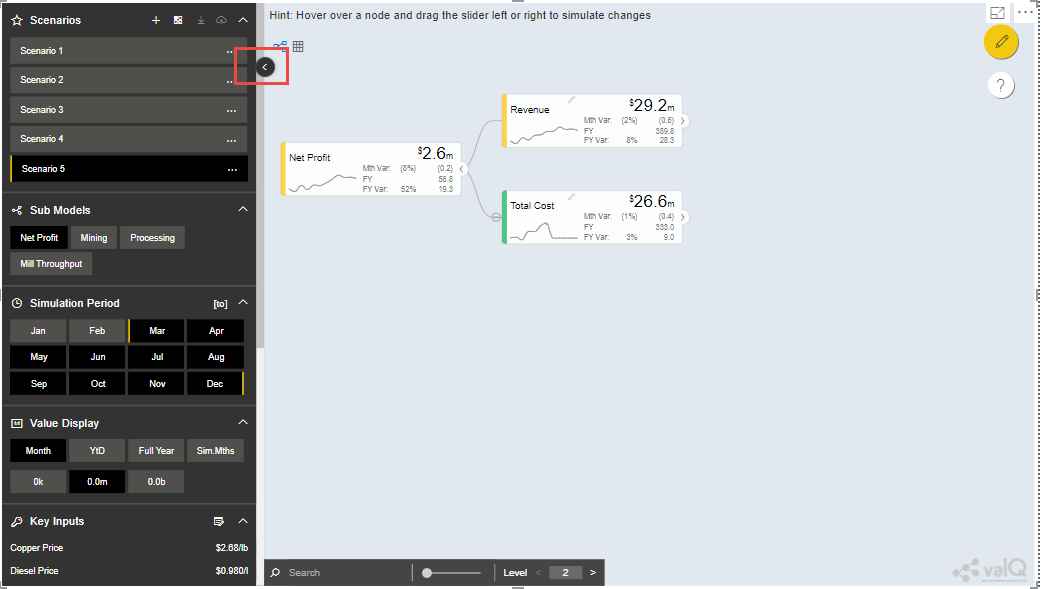 Hint: Hover over a node and drag the slider left or right to simulate changes
Scenarios
Scenario 1
Scenario 2
Scenario 3
Scenario 4
Scenario 5
Sub Models
Net Profit Mining Processing
Mill Throughput
Simulation Period [to]
Jan Feb Mar Apr
May Jun Jul Aug
Sep Oct Nov Dec
Value Display
Month YtD Full Year Sim.Mths
0k 0.0m 0.0b
Key Inputs
Copper Price $2.68/lb
Diesel Price $0.980/l
Net Profit $2.6m
Mth Var: (8%) (0.2)
FY 56.8
FY Var: 52% 19.3
Revenue $29.2m
Mth Var: (2%) (0.6)
FY 389.8
FY Var: 8% 28.3
Total Cost $26.6m
Mth Var: (1%) (0.4)
FY 333.0
FY Var: 3% 9.0
?
Search Level < 2 >
valQ